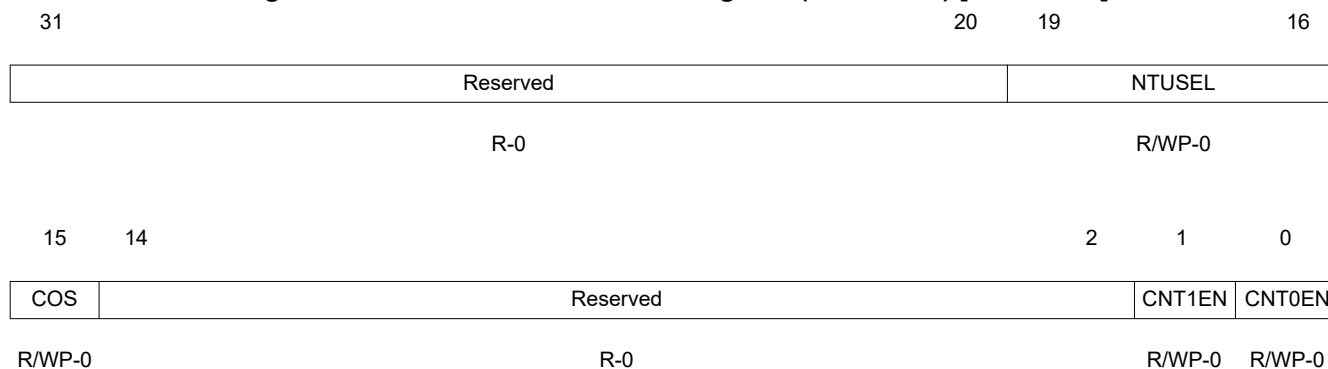 31 20 19 16
Reserved NTUSEL
R-0 R/WP-0
15 14 2 1 0
COS Reserved CNT1EN CNT0EN
R/WP-0 R-0 R/WP-0 R/WP-0